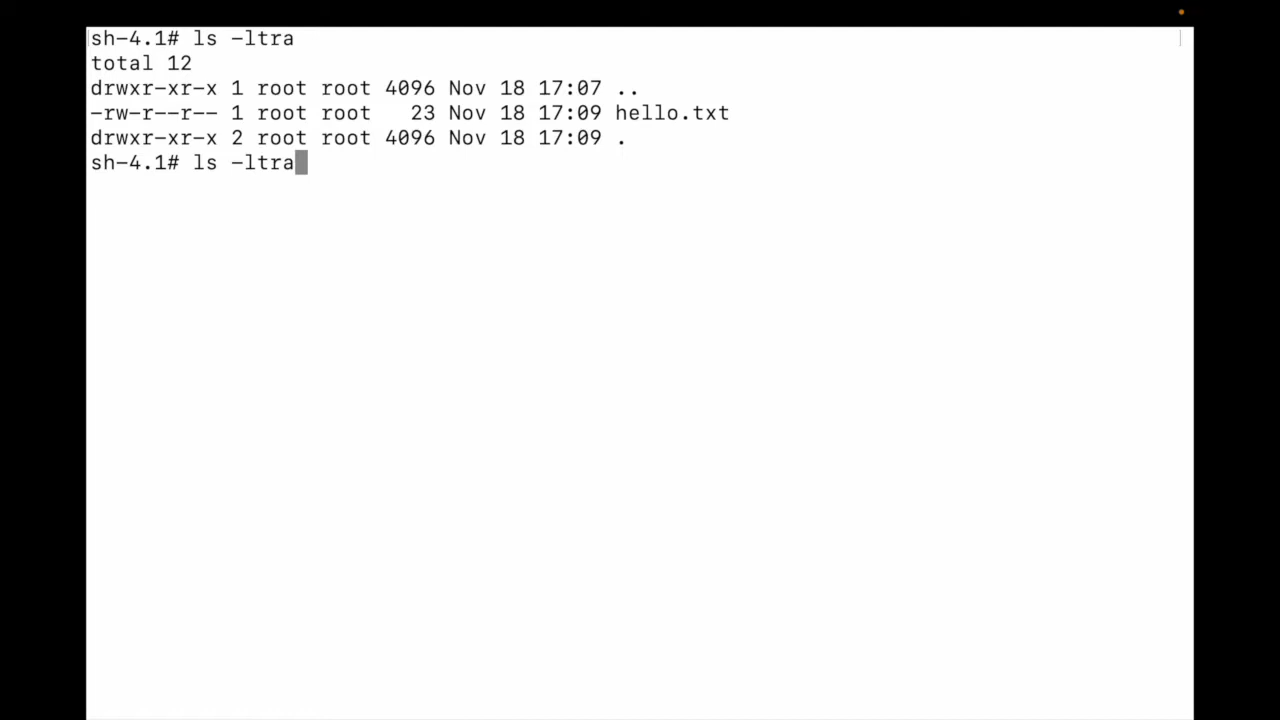 sh-4.1# ls -ltra
total 12
drwxr-xr-x 1 root root 4096 Nov 18 17:07 ..
-rw-r--r-- 1 root root   23 Nov 18 17:09 hello.txt
drwxr-xr-x 2 root root 4096 Nov 18 17:09 .
sh-4.1# ls -ltra